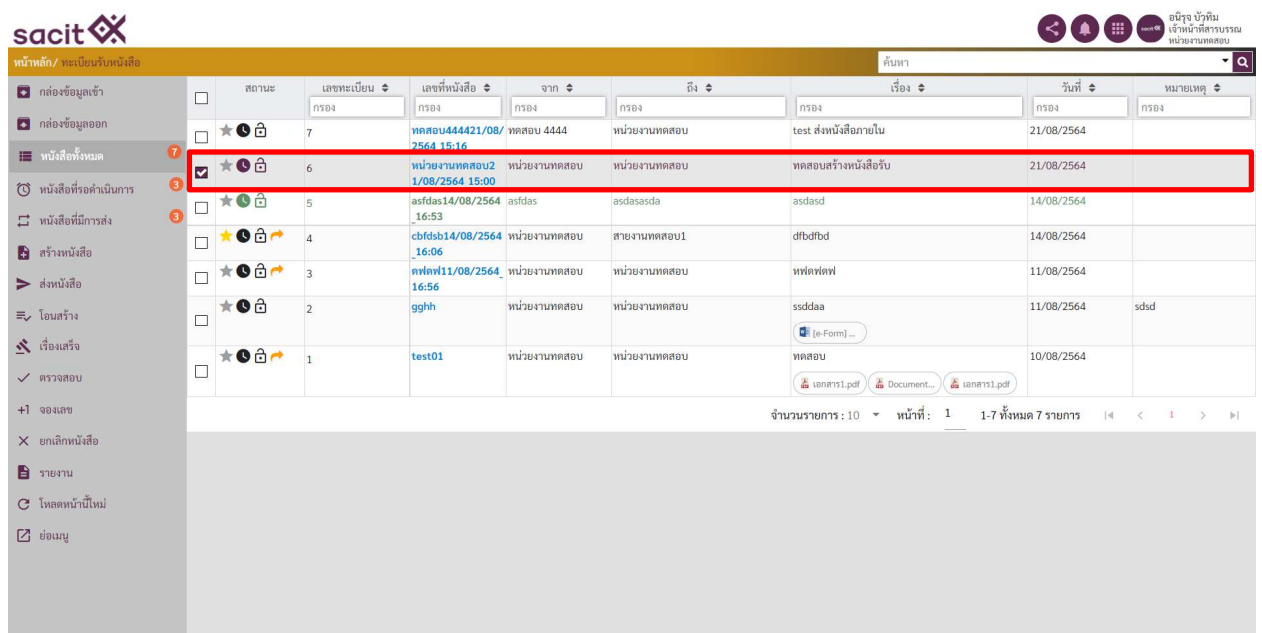 sacit
อนิรุจ บัวทิม
เจ้าหน้าที่สารบรรณ
หน่วยงานทดสอบ
หน้าหลัก/ ทะเบียนรับหนังสือ
ค้นหา
กล่องข้อมูลเข้า
กล่องข้อมูลออก
หนังสือทั้งหมด 7
หนังสือที่รอดำเนินการ 3
หนังสือที่มีการส่ง 3
สร้างหนังสือ
ส่งหนังสือ
โอนสร้าง
เรื่องเสร็จ
ตรวจสอบ
+1 จองเลข
ยกเลิกหนังสือ
รายงาน
โหลดหน้านี้ใหม่
ย่อเมนู
สถานะ เลขทะเบียน เลขที่หนังสือ จาก ถึง เรื่อง วันที่ หมายเหตุ
กรอง กรอง กรอง กรอง กรอง กรอง กรอง
7 ทดสอบ444421/08/ ทดสอบ 4444 หน่วยงานทดสอบ test ส่งหนังสือภายใน 21/08/2564
2564 15:16
6 หน่วยงานทดสอบ2 หน่วยงานทดสอบ หน่วยงานทดสอบ ทดสอบสร้างหนังสือรับ 21/08/2564
1/08/2564 15:00
5 asfdas14/08/2564 asfdas asdasasda asdasd 14/08/2564
_16:53
4 cbfdsb14/08/2564 หน่วยงานทดสอบ สายงานทดสอบ1 dfbdfbd 14/08/2564
_16:06
3 ดฟดฟ11/08/2564_ หน่วยงานทดสอบ หน่วยงานทดสอบ หฟดฟดฟ 11/08/2564
16:56
2 gghh หน่วยงานทดสอบ หน่วยงานทดสอบ ssddaa 11/08/2564 sdsd
[e-Form] ...
1 test01 หน่วยงานทดสอบ หน่วยงานทดสอบ ทดสอบ 10/08/2564
เอกสาร1.pdf Document... เอกสาร1.pdf
จำนวนรายการ : 10 หน้าที่ : 1 1-7 ทั้งหมด 7 รายการ 1